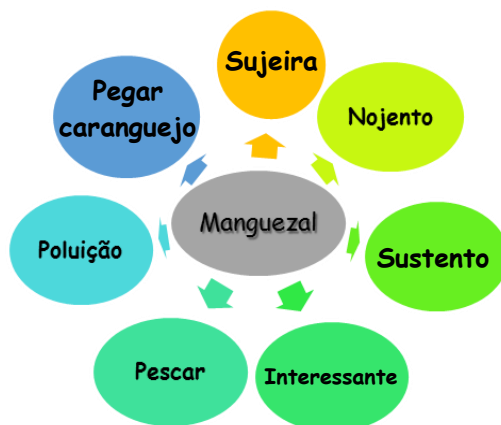 Sujeira
Pegar
caranguejo
Nojento
Manguezal
Poluição
Sustento
Pescar
Interessante